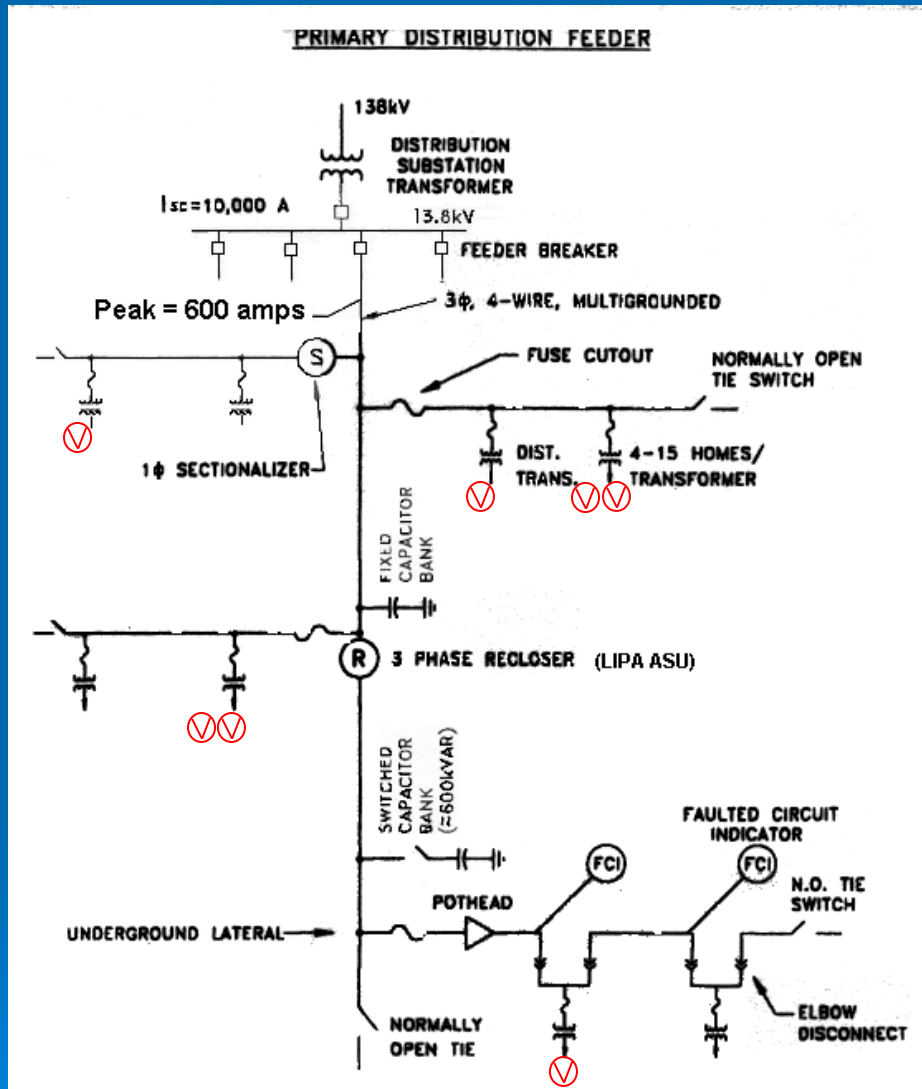 PRIMARY DISTRIBUTION FEEDER
138kV
DISTRIBUTION
SUBSTATION
TRANSFORMER
Isc=10,000 A
13.8kV
FEEDER BREAKER
Peak = 600 amps
3ϕ, 4-WIRE, MULTIGROUNDED
S
FUSE CUTOUT
NORMALLY OPEN
TIE SWITCH
V
1ϕ SECTIONALIZER
DIST.
TRANS.
4-15 HOMES/
TRANSFORMER
V
V
V
FIXED
CAPACITOR
BANK
R
3 PHASE RECLOSER (LIPA ASU)
V
V
SWITCHED
CAPACITOR
BANK
(=600kVAR)
FAULTED CIRCUIT
INDICATOR
FCI
FCI
N.O. TIE
SWITCH
POTHEAD
UNDERGROUND LATERAL
ELBOW
DISCONNECT
NORMALLY
OPEN TIE
V